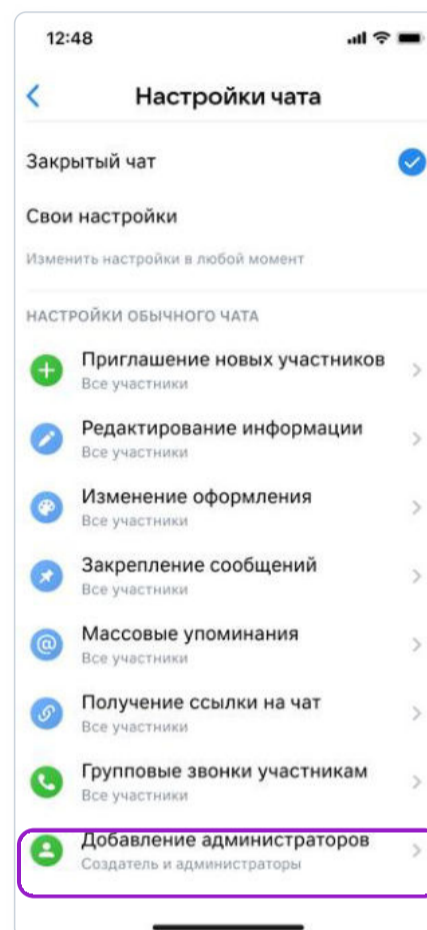 12:48
Настройки чата
Закрытый чат
Свои настройки
Изменить настройки в любой момент
НАСТРОЙКИ ОБЫЧНОГО ЧАТА
Приглашение новых участников
Все участники
Редактирование информации
Все участники
Изменение оформления
Все участники
Закрепление сообщений
Все участники
Массовые упоминания
Все участники
Получение ссылки на чат
Все участники
Групповые звонки участникам
Все участники
Добавление администраторов
Создатель и администраторы